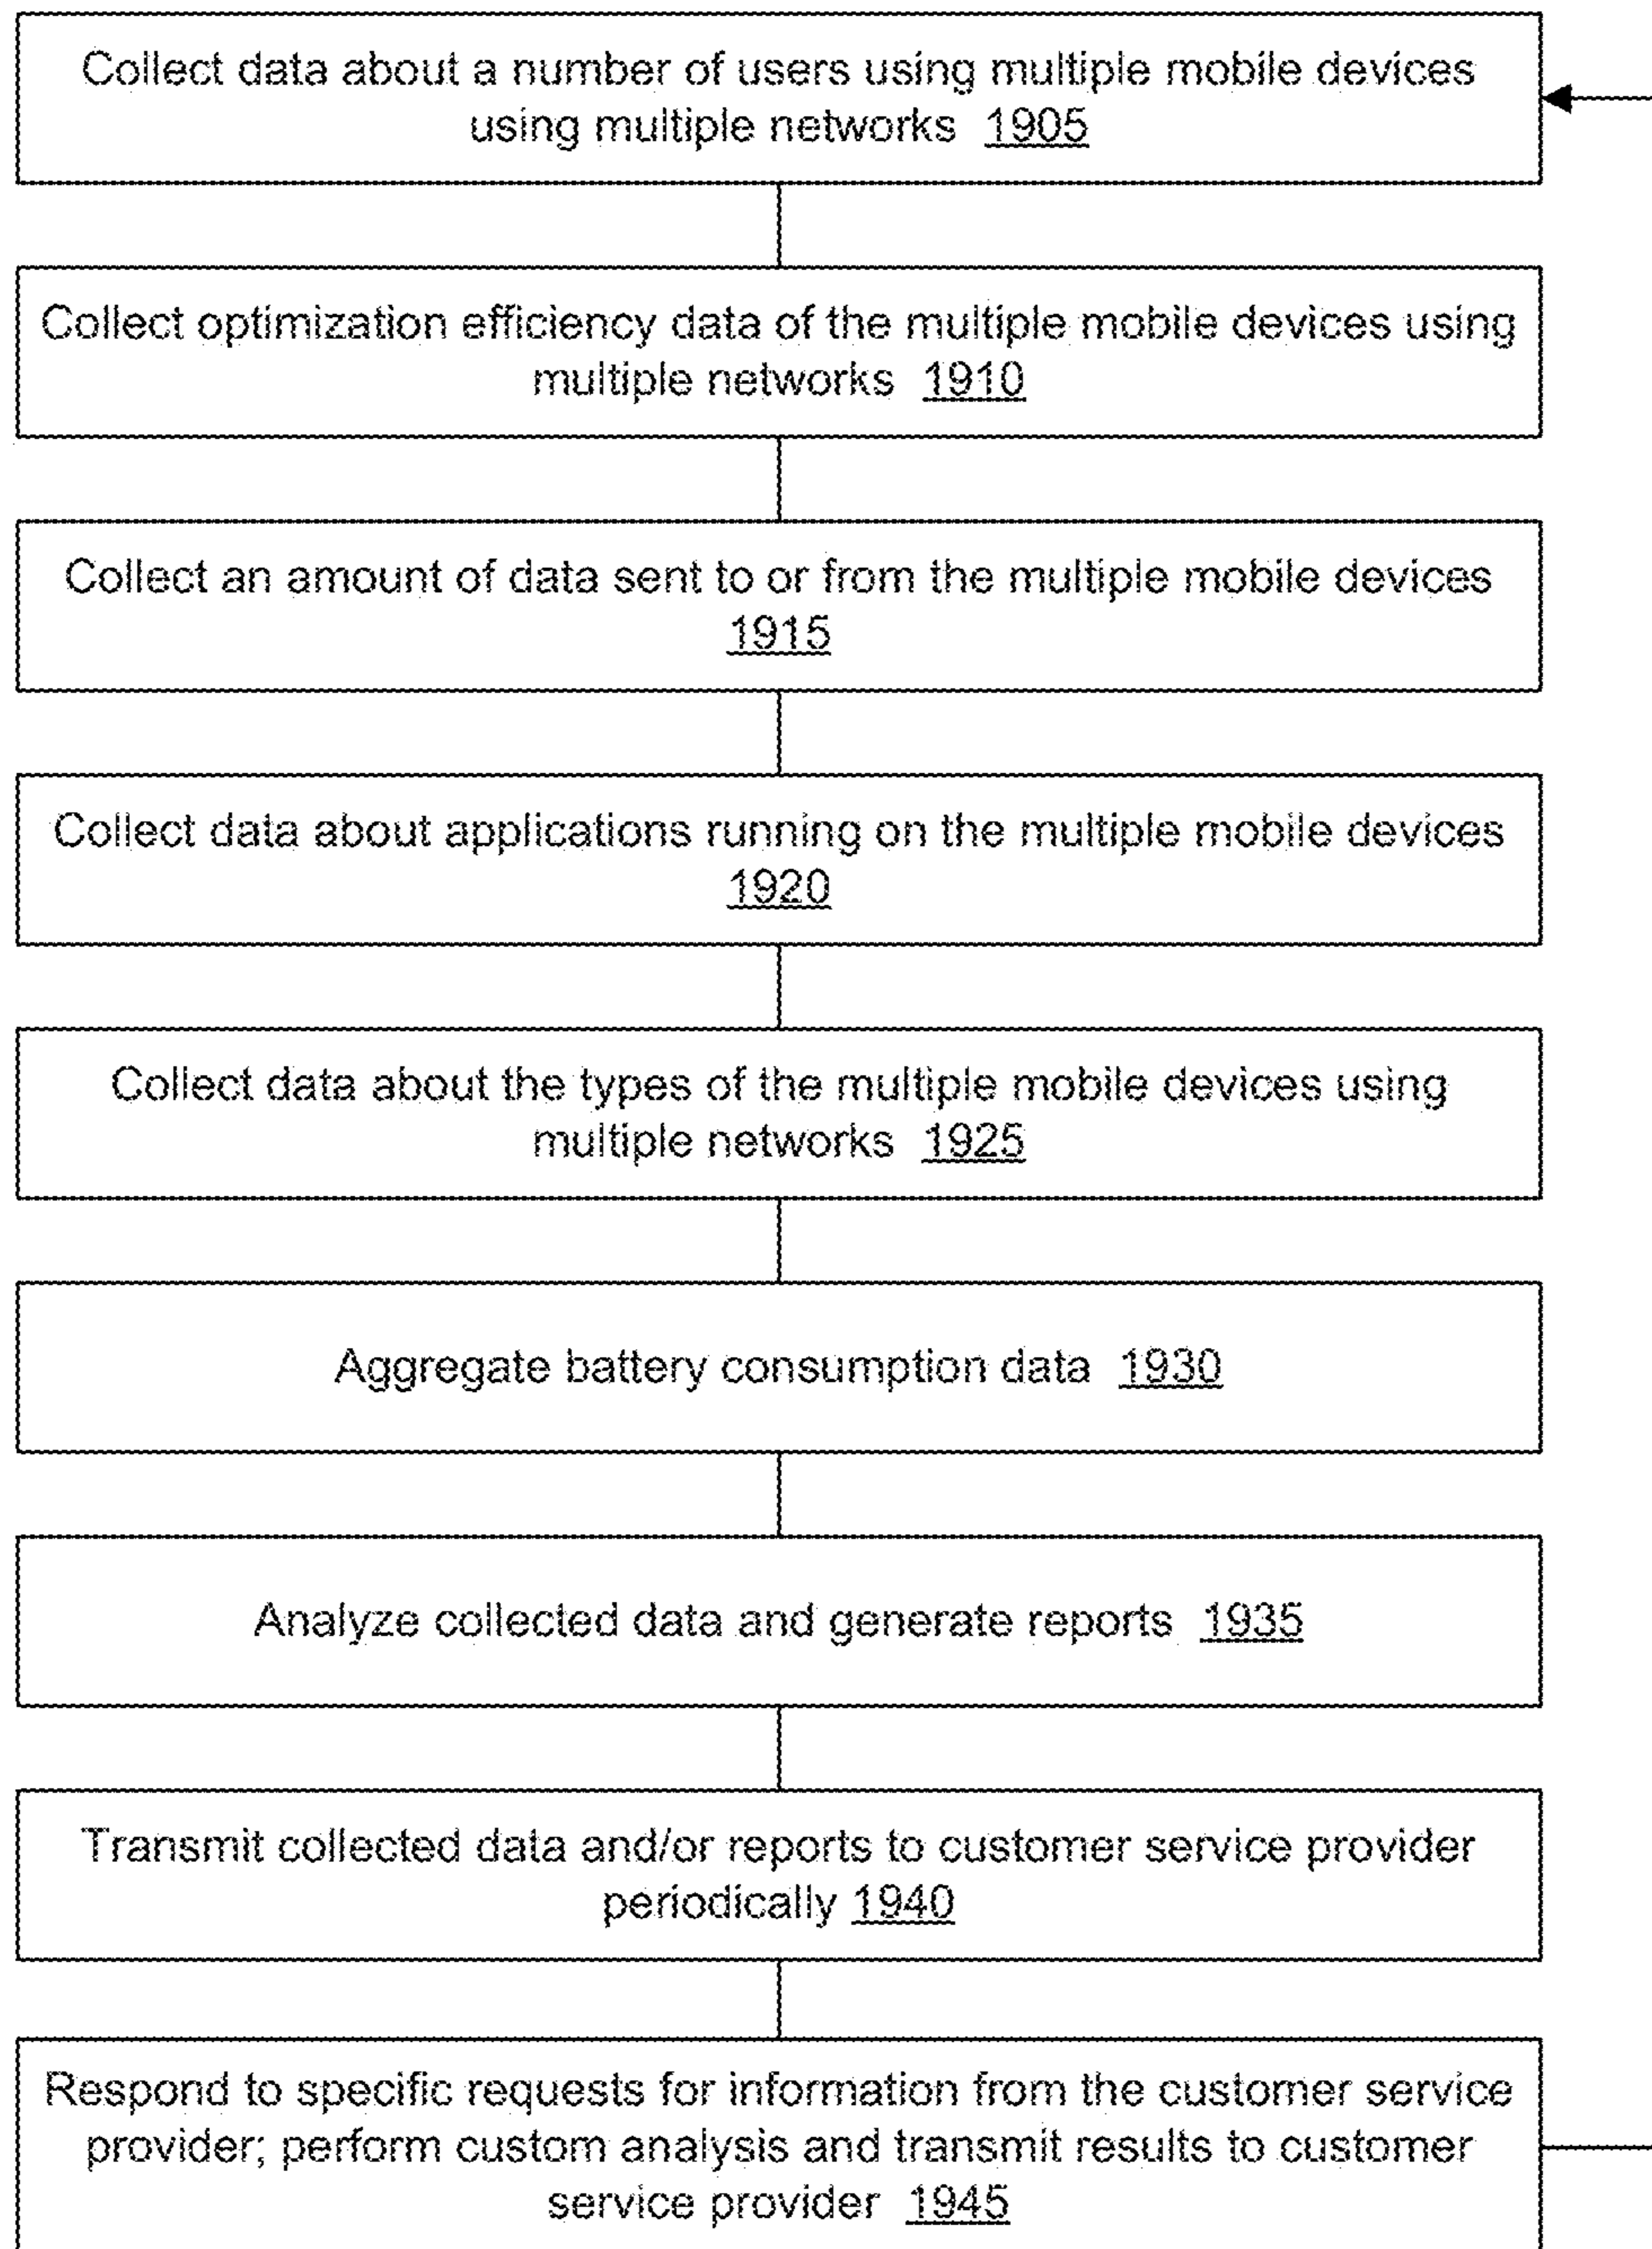 Collect data about a number of users using multiple mobile devices
using multiple networks 1905
Collect optimization efficiency data of the multiple mobile devices using
multiple networks 1910
Collect an amount of data sent to or from the multiple mobile devices
1915
Collect data about applications running on the multiple mobile devices
1920
Collect data about the types of the multiple mobile devices using
multiple networks 1925
Aggregate battery consumption data 1930
Analyze collected data and generate reports 1935
Transmit collected data and/or reports to customer service provider
periodically 1940
Respond to specific requests for information from the customer service
provider; perform custom analysis and transmit results to customer
service provider 1945